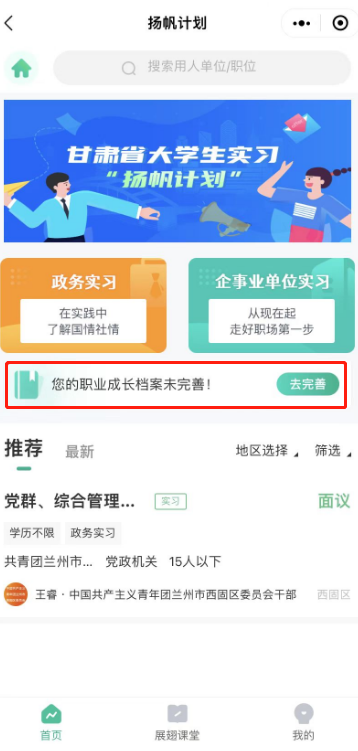 扬帆计划
搜索用人单位/职位
甘肃省大学生实习
“扬帆计划”
政务实习
在实践中
了解国情社情
企事业单位实习
从现在起
走好职场第一步
您的职业成长档案未完善!
去完善
推荐
最新
地区选择
筛选
党群、综合管理...
实习
面议
学历不限
政务实习
共青团兰州市... 党政机关 15人以下
王睿·中国共产主义青年团兰州市西固区委员会干部
西固区
首页
展翅课堂
我的